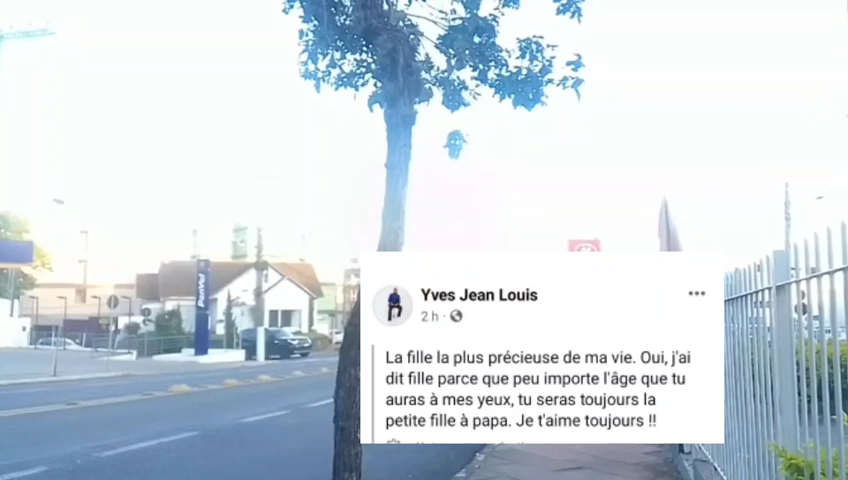 PanVel
Yves Jean Louis
2 h ·
La fille la plus précieuse de ma vie. Oui, j'ai
dit fille parce que peu importe l'âge que tu
auras à mes yeux, tu seras toujours la
petite fille à papa. Je t'aime toujours !!